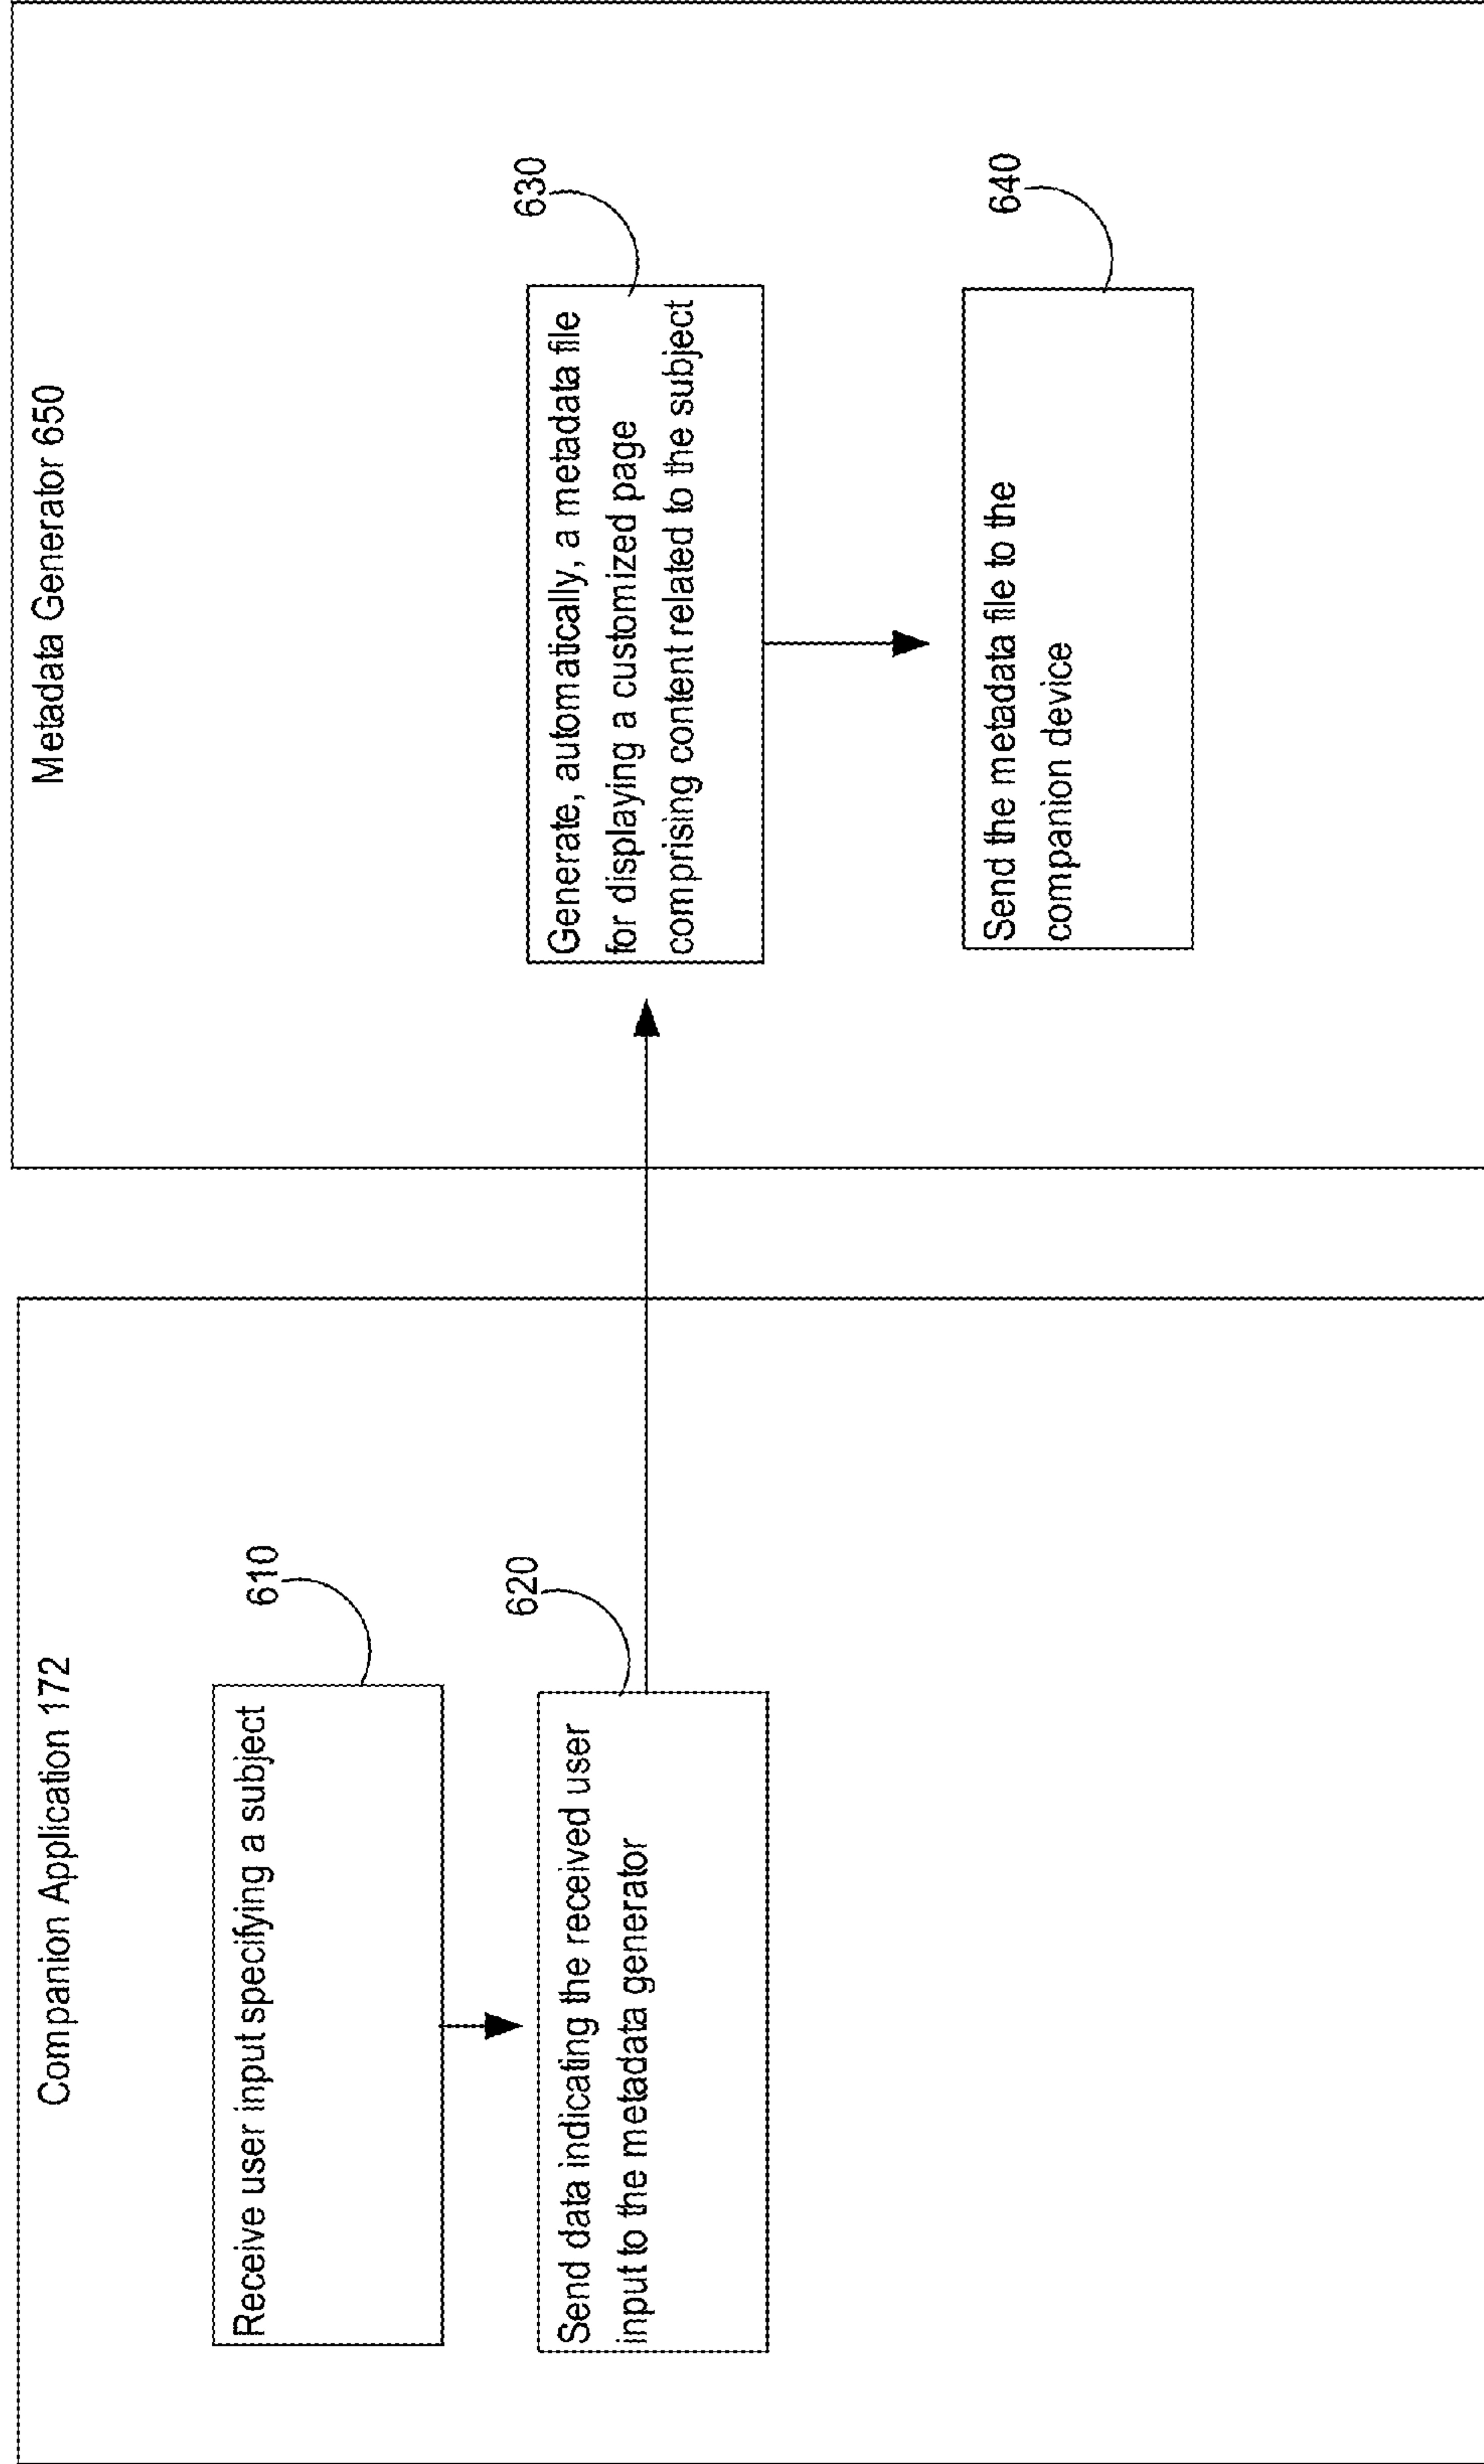 Companion Application 172
610
Receive user input specifying a subject
620
Send data indicating the received user
input to the metadata generator
Metadata Generator 650
630
Generate, automatically, a metadata file
for displaying a customized page
comprising content related to the subject
640
Send the metadata file to the
companion device